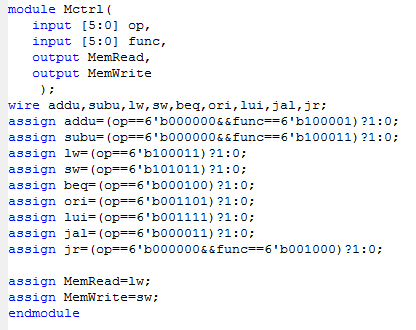 module Mctrl(
input [5:0] op,
input [5:0] func,
output MemRead,
output MemWrite
);
wire addu,subu,lw,sw,beq,ori,lui,jal,jr;
assign addu=(op==6'b000000&&func==6'b100001)?1:0;
assign subu=(op==6'b000000&&func==6'b100011)?1:0;
assign lw=(op==6'b100011)?1:0;
assign sw=(op==6'b101011)?1:0;
assign beq=(op==6'b000100)?1:0;
assign ori=(op==6'b001101)?1:0;
assign lui=(op==6'b001111)?1:0;
assign jal=(op==6'b000011)?1:0;
assign jr=(op==6'b000000&&func==6'b001000)?1:0;
assign MemRead=lw;
assign MemWrite=sw;
endmodule